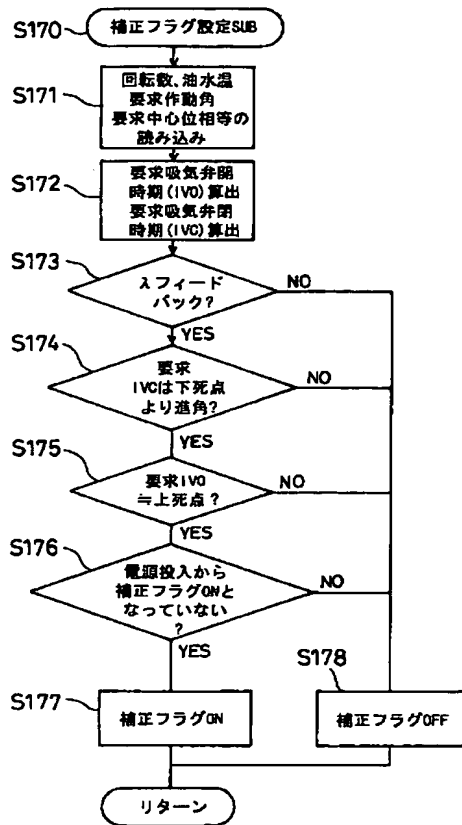 S170
補正フラグ設定SUB
S171
回転数、油水温
要求作動角
要求中心位相等の
読み込み
S172
要求吸気弁開
時期(IVO)算出
要求吸気弁閉
時期(IVC)算出
S173
λフィード
バック?
NO
YES
S174
要求
IVCは下死点
より進角?
NO
YES
S175
要求IVO
≒上死点?
NO
YES
S176
電源投入から
補正フラグONと
なっていない
?
NO
YES
S177
補正フラグON
S178
補正フラグOFF
リターン